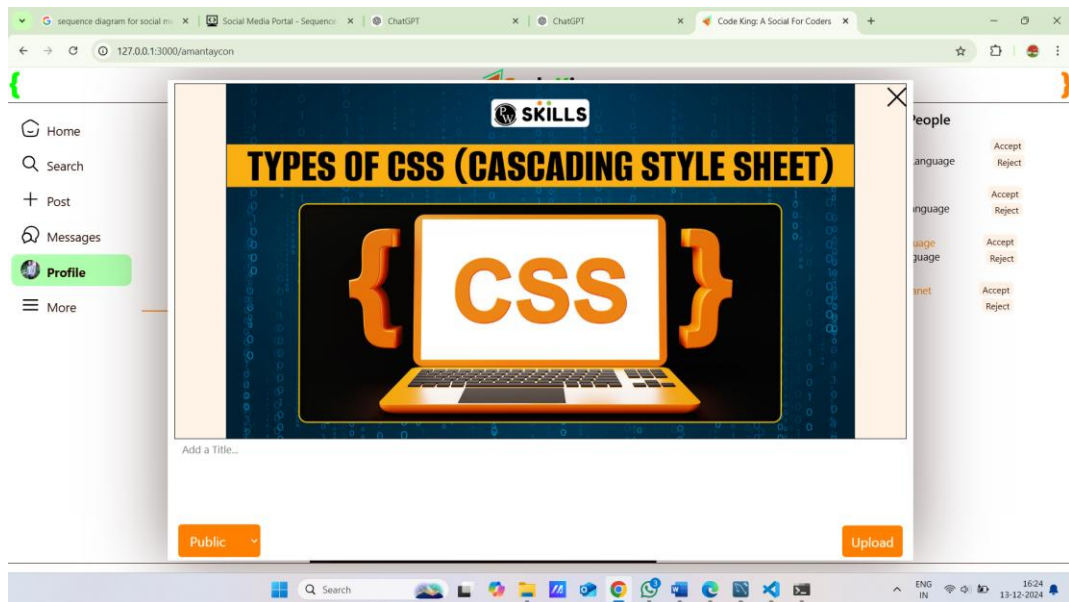 sequence diagram for social m
Social Media Portal - Sequence
ChatGPT
ChatGPT
Code King: A Social For Coders
127.0.0.1:3000/amantaycon
{
}
Home
Search
Post
Messages
Profile
More
PW SKILLS
TYPES OF CSS (CASCADING STYLE SHEET)
{ CSS }
Add a Title...
Public
Upload
People
Accept
anguage
Reject
Accept
nguage
Reject
uage
Accept
guage
Reject
anet
Accept
Reject
Search
ENG
IN
16:24
13-12-2024